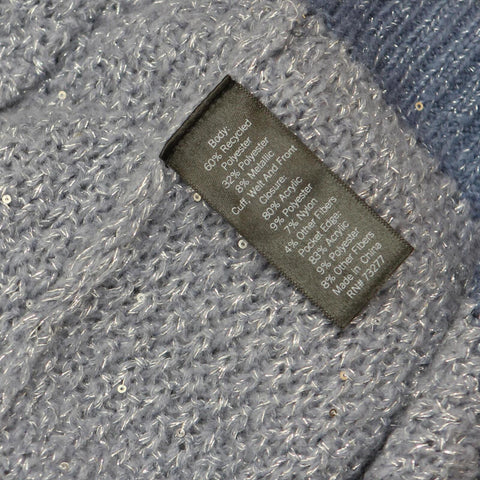 Body:
60% Recycled
Polyester
32% Polyester
8% Metallic
Cuff, Welt And Front
Closure-
80% Acrylic
9% Polyester
7% Nylon
4% Other Fibers
Pocket Edge-
83% Acrylic
9% Polyester
8% Other Fibers
Made In China
RN# 73277